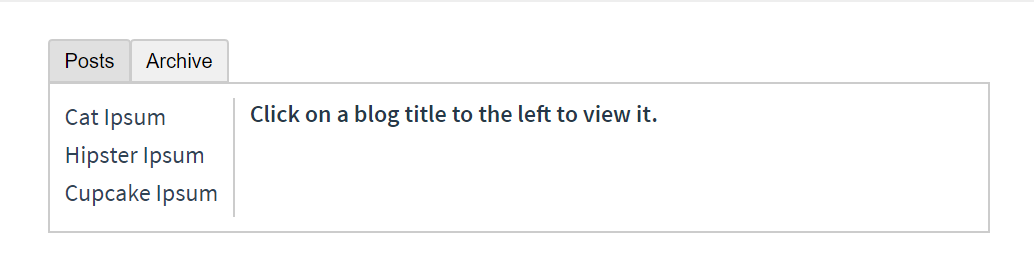 Posts Archive
Cat Ipsum
Hipster Ipsum
Cupcake Ipsum
Click on a blog title to the left to view it.